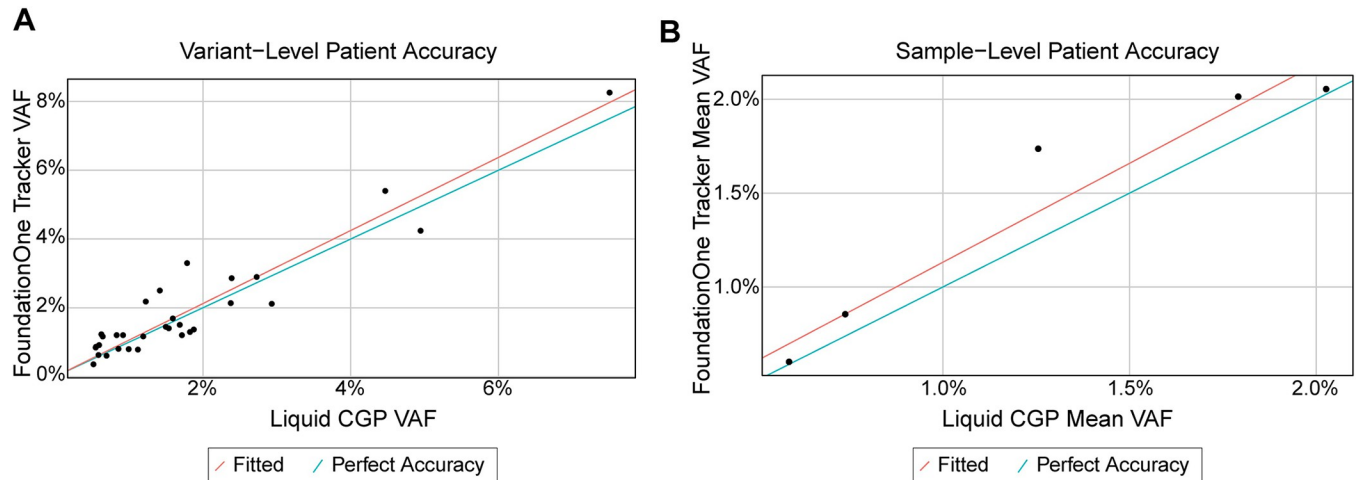 A
Variant−Level Patient Accuracy
FoundationOne Tracker VAF
8%
6%
4%
2%
0%
2%
4%
6%
Liquid CGP VAF
Fitted
Perfect Accuracy
B
Sample−Level Patient Accuracy
FoundationOne Tracker Mean VAF
2.0%
1.5%
1.0%
1.0%
1.5%
2.0%
Liquid CGP Mean VAF
Fitted
Perfect Accuracy